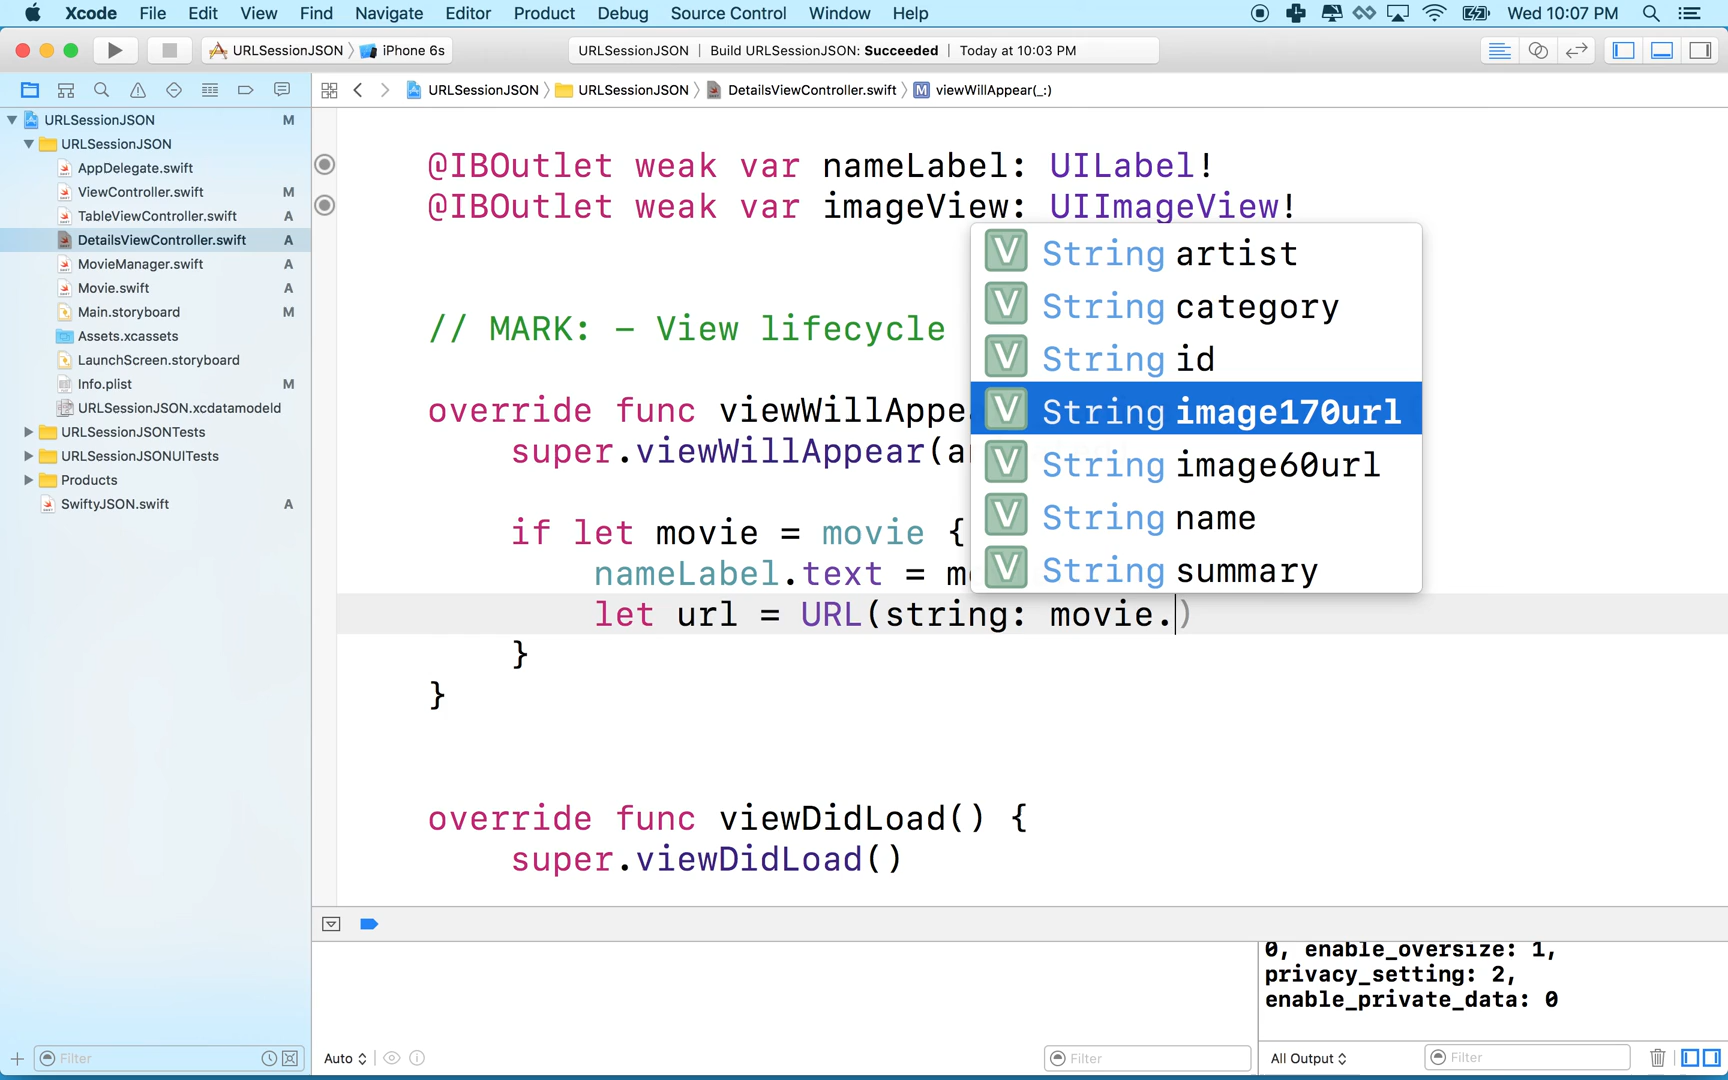 Xcode File Edit View Find Navigate Editor Product Debug Source Control Window Help Wed 10:07 PM
URLSessionJSON iPhone 6s URLSessionJSON Build URLSessionJSON: Succeeded Today at 10:03 PM
URLSessionJSON URLSessionJSON DetailsViewController.swift M viewWillAppear(_:)
URLSessionJSON M
URLSessionJSON
AppDelegate.swift
ViewController.swift M
TableViewController.swift A
DetailsViewController.swift A
MovieManager.swift A
Movie.swift A
Main.storyboard M
Assets.xcassets
LaunchScreen.storyboard
Info.plist M
URLSessionJSON.xcdatamodeld
URLSessionJSONTests
URLSessionJSONUITests
Products
SwiftyJSON.swift A
@IBOutlet weak var nameLabel: UILabel!
@IBOutlet weak var imageView: UIImageView!
// MARK: - View lifecycle
override func viewWillAppea
super.viewWillAppear(a
if let movie = movie {
nameLabel.text = m
let url = URL(string: movie.)
}
}
override func viewDidLoad() {
super.viewDidLoad()
V String artist
V String category
V String id
V String image170url
V String image60url
V String name
V String summary
0, enable_oversize: 1,
privacy_setting: 2,
enable_private_data: 0
Filter
Auto
Filter
All Output
Filter